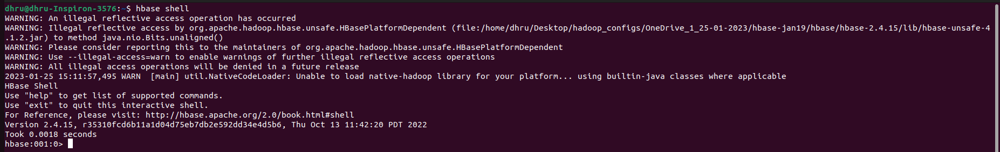 dhru@dhru-Inspiron-3576:~$ hbase shell
WARNING: An illegal reflective access operation has occurred
WARNING: Illegal reflective access by org.apache.hadoop.hbase.unsafe.HBasePlatformDependent (file:/home/dhru/Desktop/hadoop_configs/OneDrive_1_25-01-2023/hbase-jan19/hbase/hbase-2.4.15/lib/hbase-unsafe-4
.1.2.jar) to method java.nio.Bits.unaligned()
WARNING: Please consider reporting this to the maintainers of org.apache.hadoop.hbase.unsafe.HBasePlatformDependent
WARNING: Use --illegal-access=warn to enable warnings of further illegal reflective access operations
WARNING: All illegal access operations will be denied in a future release
2023-01-25 15:11:57,495 WARN  [main] util.NativeCodeLoader: Unable to load native-hadoop library for your platform... using builtin-java classes where applicable
HBase Shell
Use "help" to get list of supported commands.
Use "exit" to quit this interactive shell.
For Reference, please visit: http://hbase.apache.org/2.0/book.html#shell
Version 2.4.15, r35310fcd6b11a1d04d75eb7db2e592dd34e4d5b6, Thu Oct 13 11:42:20 PDT 2022
Took 0.0018 seconds
hbase:001:0>